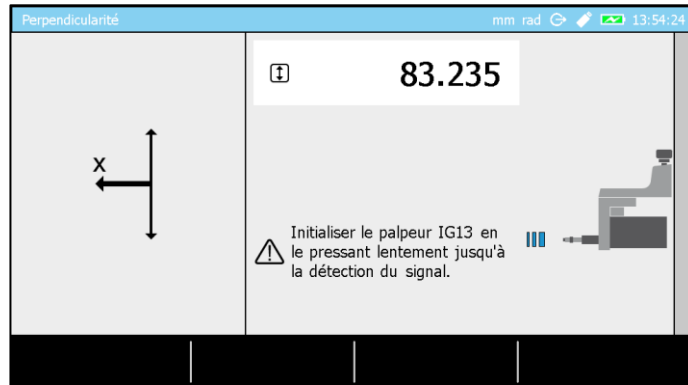 Perpendicularité
mm rad 13:54:24
83.235
X
Initialiser le palpeur IG13 en
le pressant lentement jusqu'à
la détection du signal.